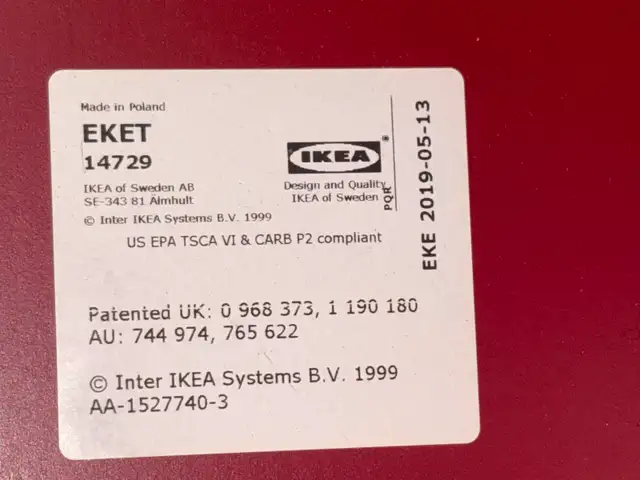 Made in Poland
EKET
14729
IKEA of Sweden AB
SE-343 81 Älmhult
© Inter IKEA Systems B.V. 1999
IKEA
®
Design and Quality
IKEA of Sweden
PQR
EKE 2019-05-13
US EPA TSCA VI & CARB P2 compliant
Patented UK: 0 968 373, 1 190 180
AU: 744 974, 765 622
© Inter IKEA Systems B.V. 1999
AA-1527740-3